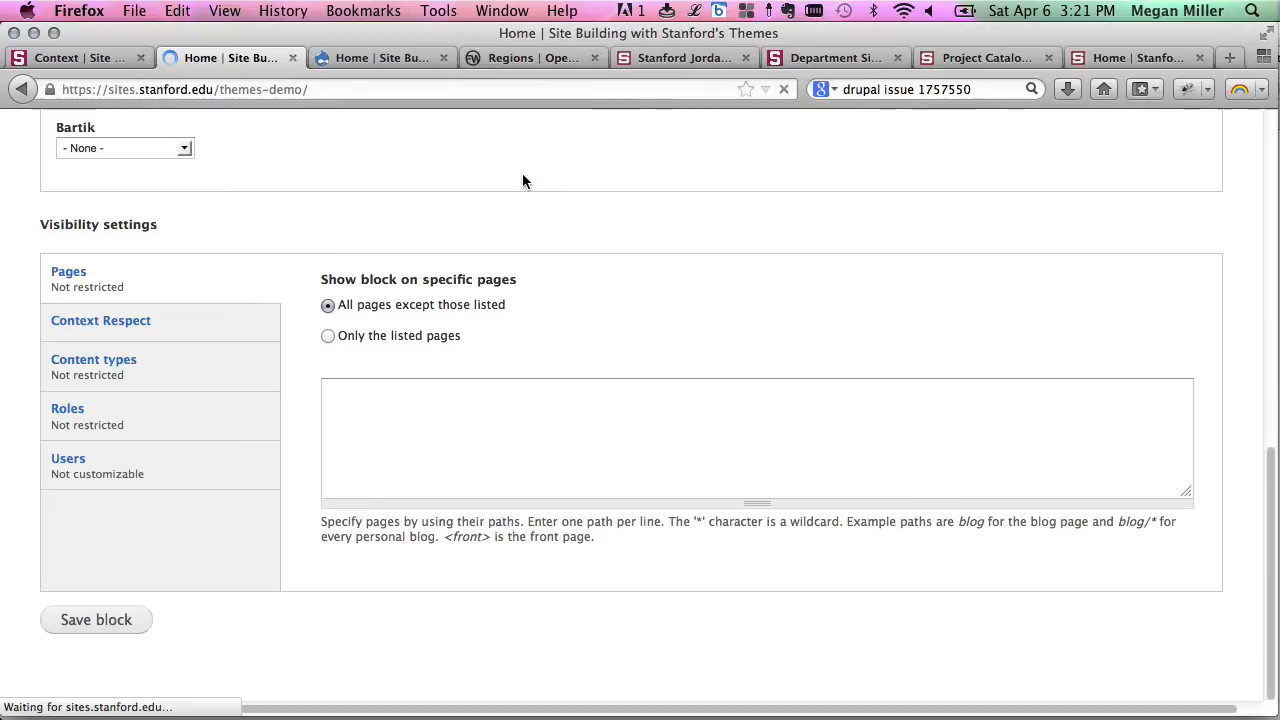 Firefox File Edit View History Bookmarks Tools Window Help 1 Sat Apr 6 3:21 PM Megan Miller
Home | Site Building with Stanford's Themes
Context | Site ... Home | Site Bu... Home | Site Bu... Regions | Ope... Stanford Jorda... Department Si... Project Catalo... Home | Stanfo...
https://sites.stanford.edu/themes-demo/ drupal issue 1757550
Bartik
- None -
Visibility settings
Pages
Not restricted
Context Respect
Content types
Not restricted
Roles
Not restricted
Users
Not customizable
Show block on specific pages
All pages except those listed
Only the listed pages
Specify pages by using their paths. Enter one path per line. The '*' character is a wildcard. Example paths are blog for the blog page and blog/* for
every personal blog. <front> is the front page.
Save block
Waiting for sites.stanford.edu...